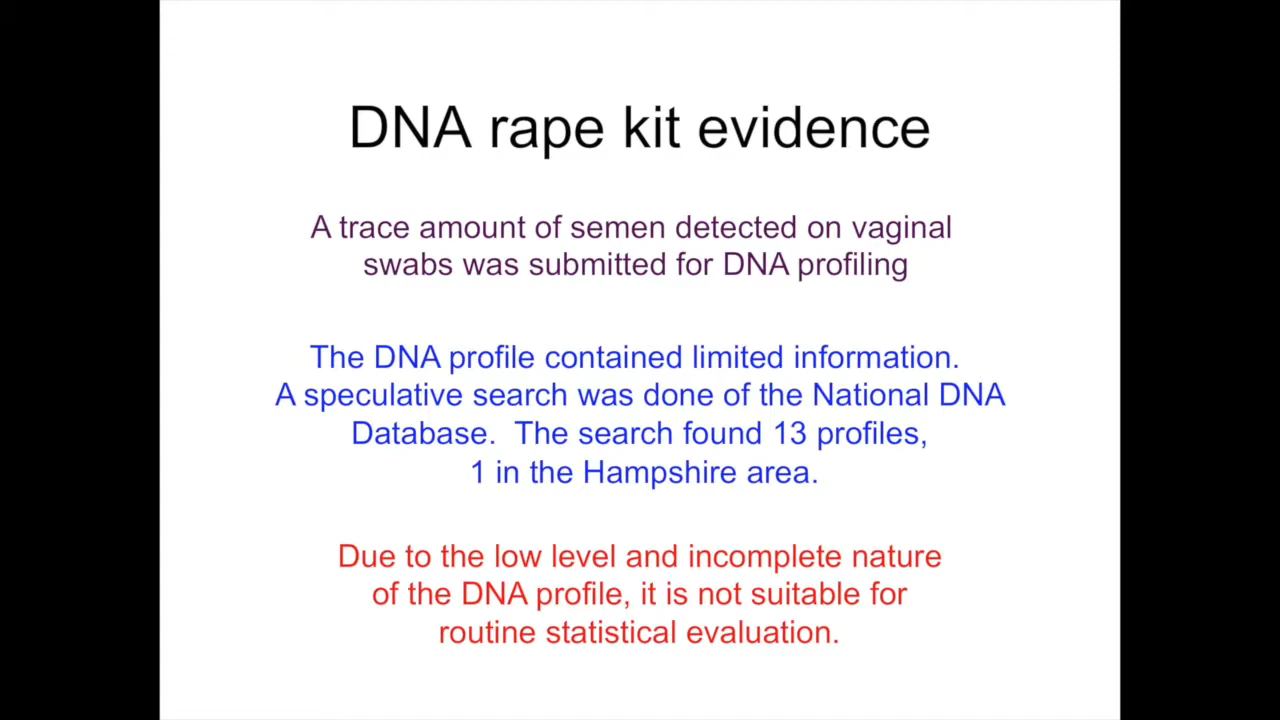 DNA rape kit evidence
A trace amount of semen detected on vaginal
swabs was submitted for DNA profiling
The DNA profile contained limited information.
A speculative search was done of the National DNA
Database.  The search found 13 profiles,
1 in the Hampshire area.
Due to the low level and incomplete nature
of the DNA profile, it is not suitable for
routine statistical evaluation.